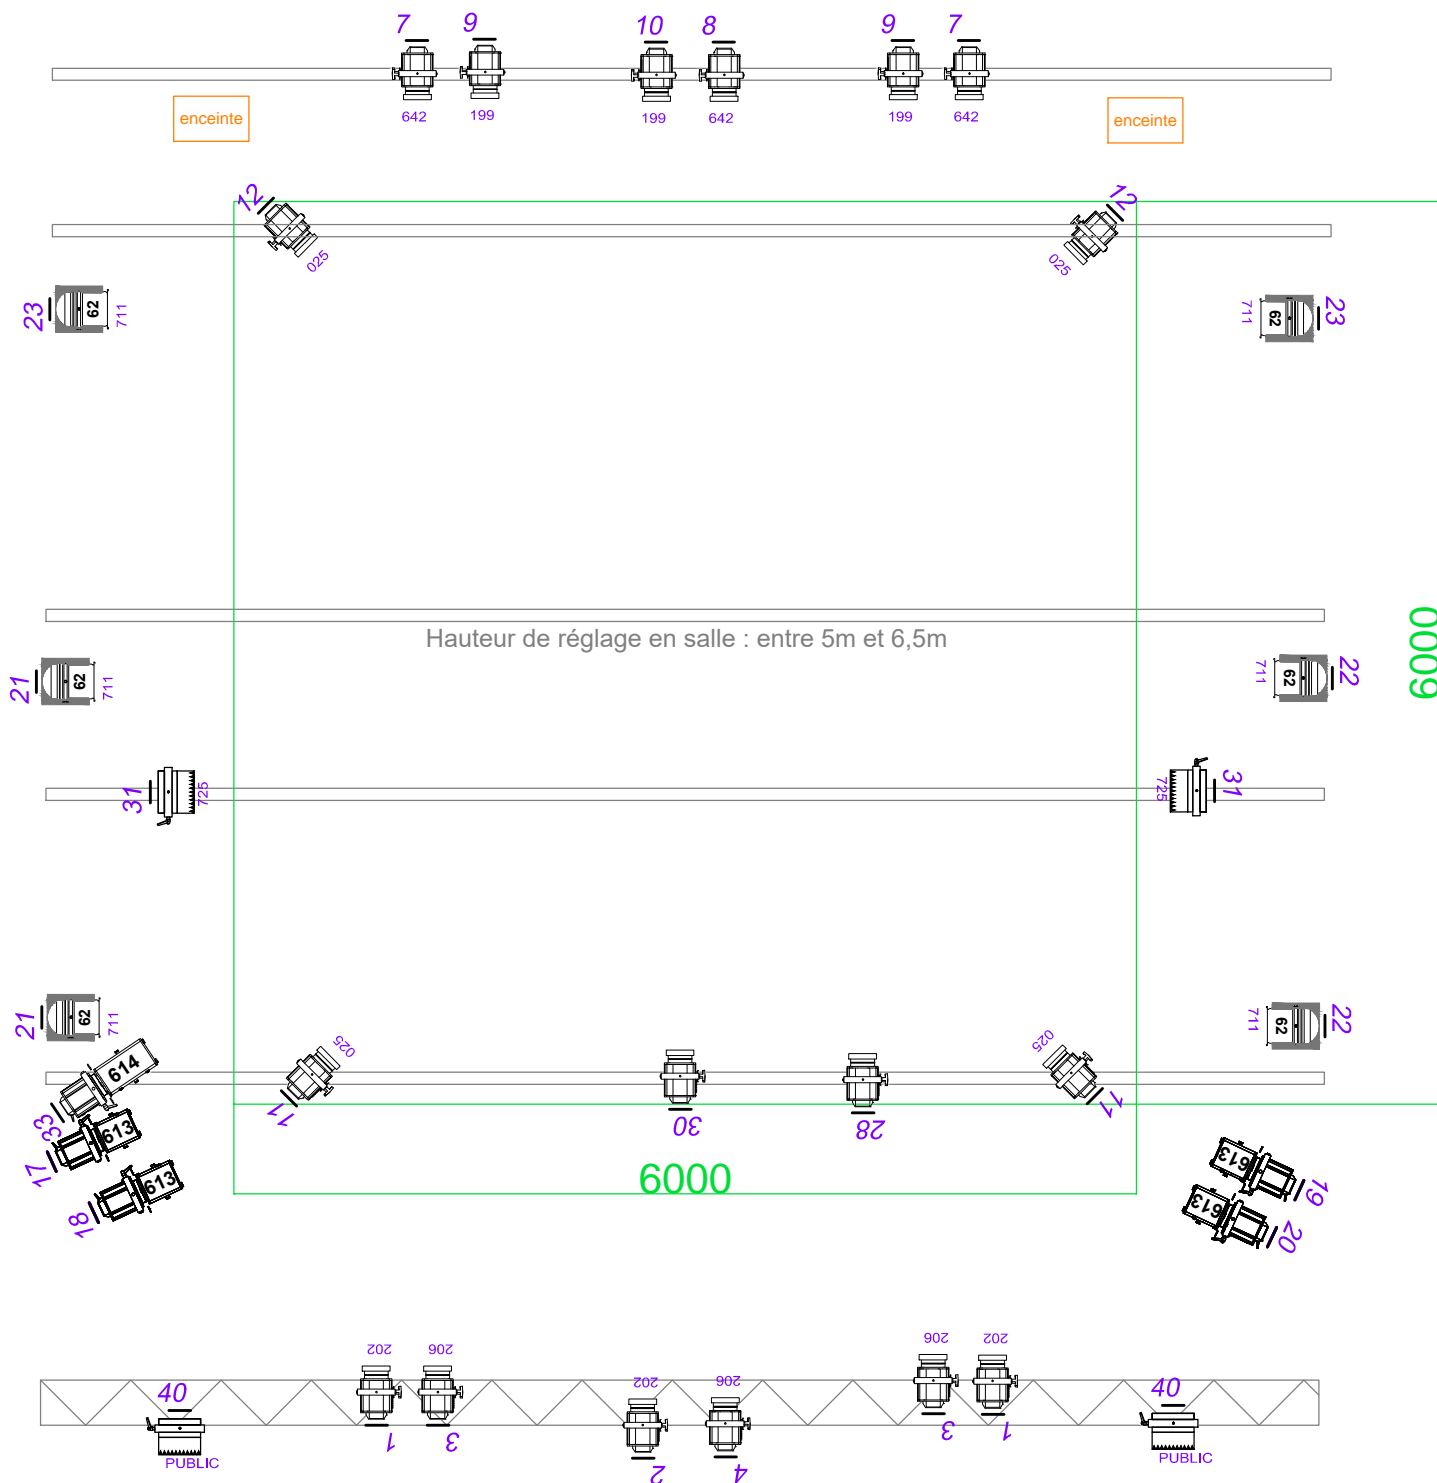 7 9 10 8 9 7
642 199 199 642 199 642
enceinte enceinte
12 12
025 025
23 62 711 711 62 23
6000
Hauteur de réglage en salle : entre 5m et 6,5m
21 62 711 711 62 22
31 725 725 31
21 62 711 711 62 22
025 025
614
33 11 30 28 11
17 613
18 613
6000
613 19
613 20
202 206 206 202
40 202 206 40
1 3 3 1
PUBLIC 2 4 PUBLIC